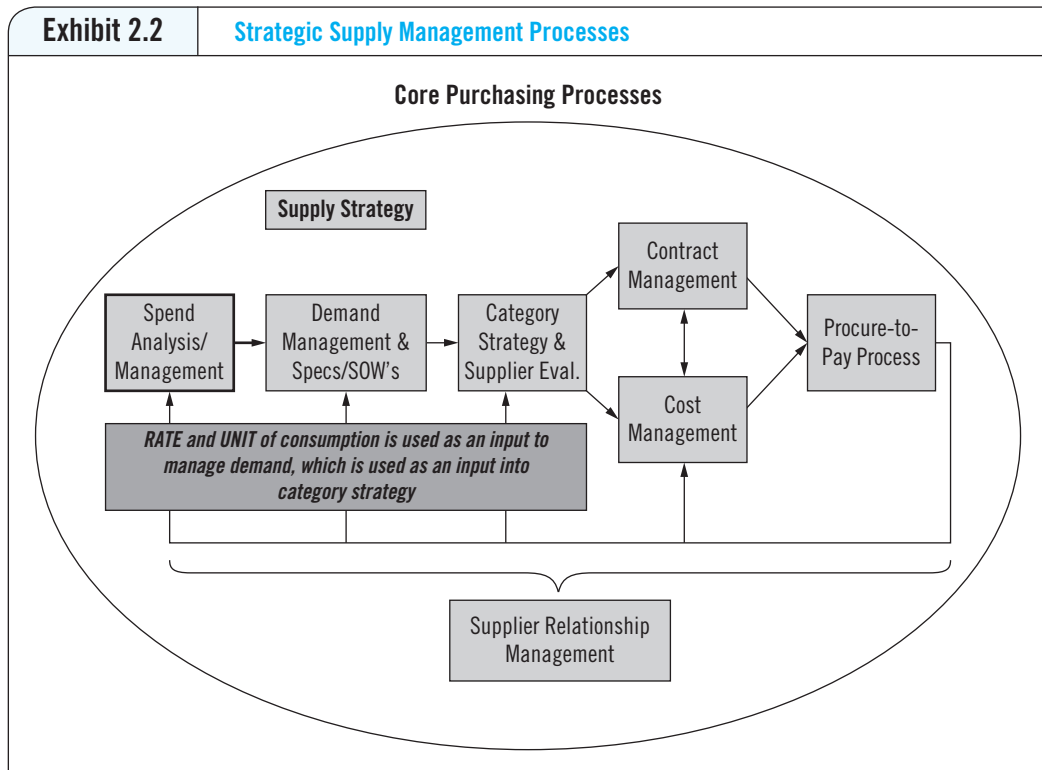 Exhibit 2.2
Strategic Supply Management Processes
Core Purchasing Processes
Supply Strategy
Spend
Analysis/
Management
Demand
Management &
Specs/SOW's
Category
Strategy &
Supplier Eval.
Contract
Management
Cost
Management
Procure-to-
Pay Process
RATE and UNIT of consumption is used as an input to
manage demand, which is used as an input into
category strategy
Supplier Relationship
Management